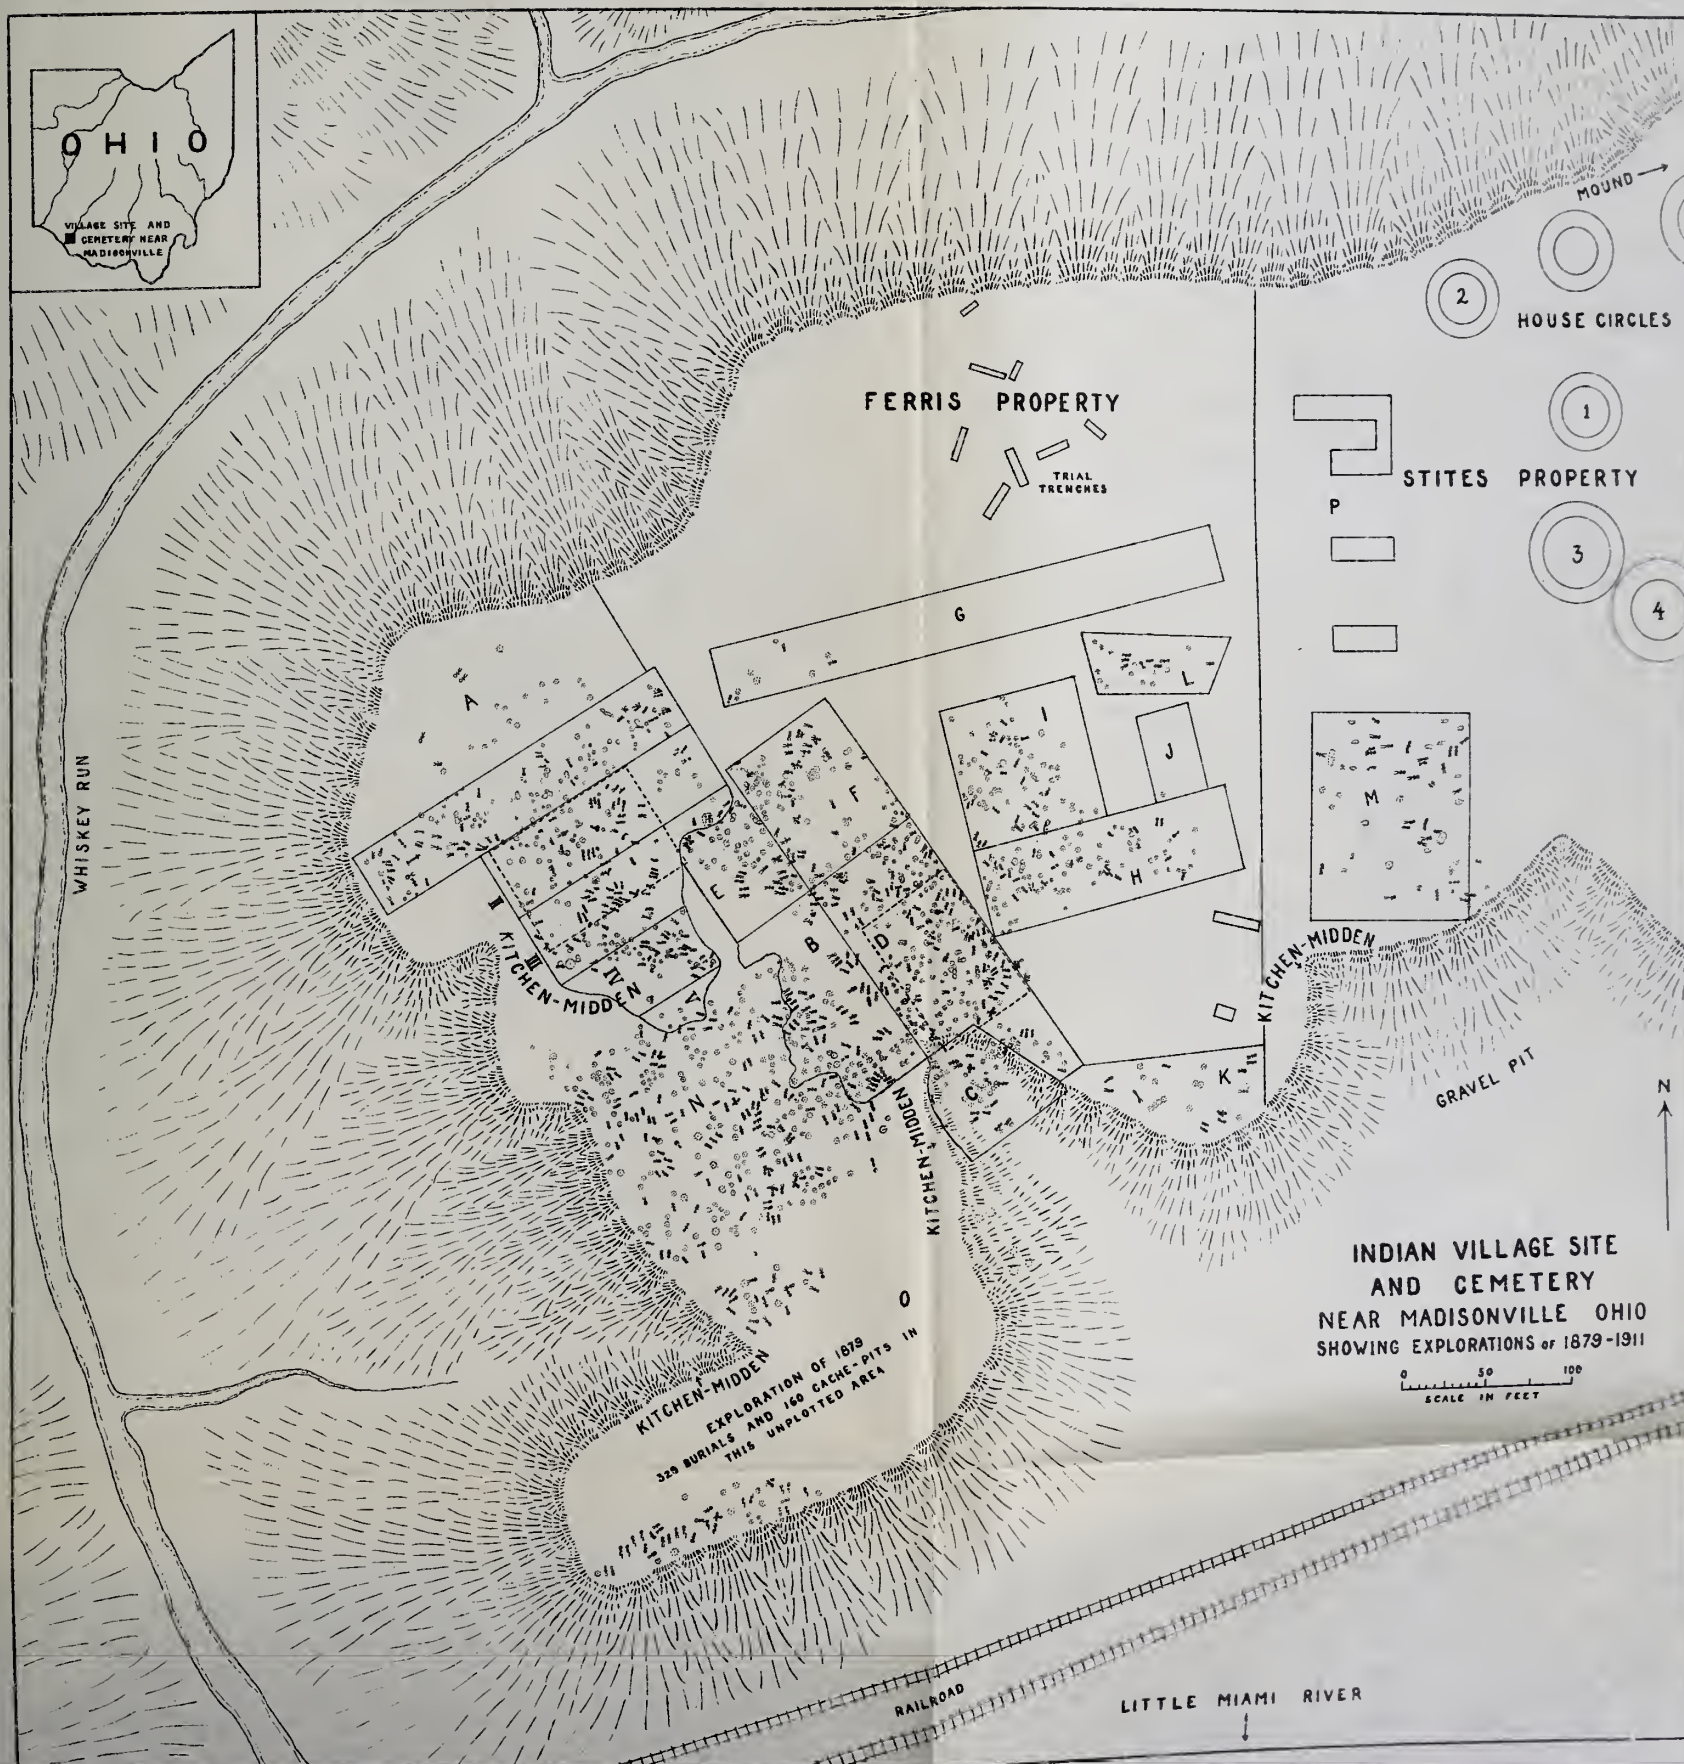 OHIO
VILLAGE SITE AND
CEMETERY NEAR
MADISONVILLE
MOUND
2
HOUSE CIRCLES
FERRIS PROPERTY
1
TRIAL
TRENCHES
STITES PROPERTY
P
3
4
G
A
L
I
J
I
F
M
WHISKEY RUN
E
H
II
B
D
III
IV
V
KITCHEN-MIDDEN
KITCHEN-MIDDEN
K
C
N
GRAVEL PIT
N
KITCHEN-MIDDEN
O
INDIAN VILLAGE SITE
AND CEMETERY
NEAR MADISONVILLE OHIO
SHOWING EXPLORATIONS of 1879-1911
0 50 100
SCALE IN FEET
KITCHEN-MIDDEN
EXPLORATION OF 1879
329 BURIALS AND 160 CACHE-PITS IN
THIS UNPLOTTED AREA
RAILROAD
LITTLE MIAMI RIVER